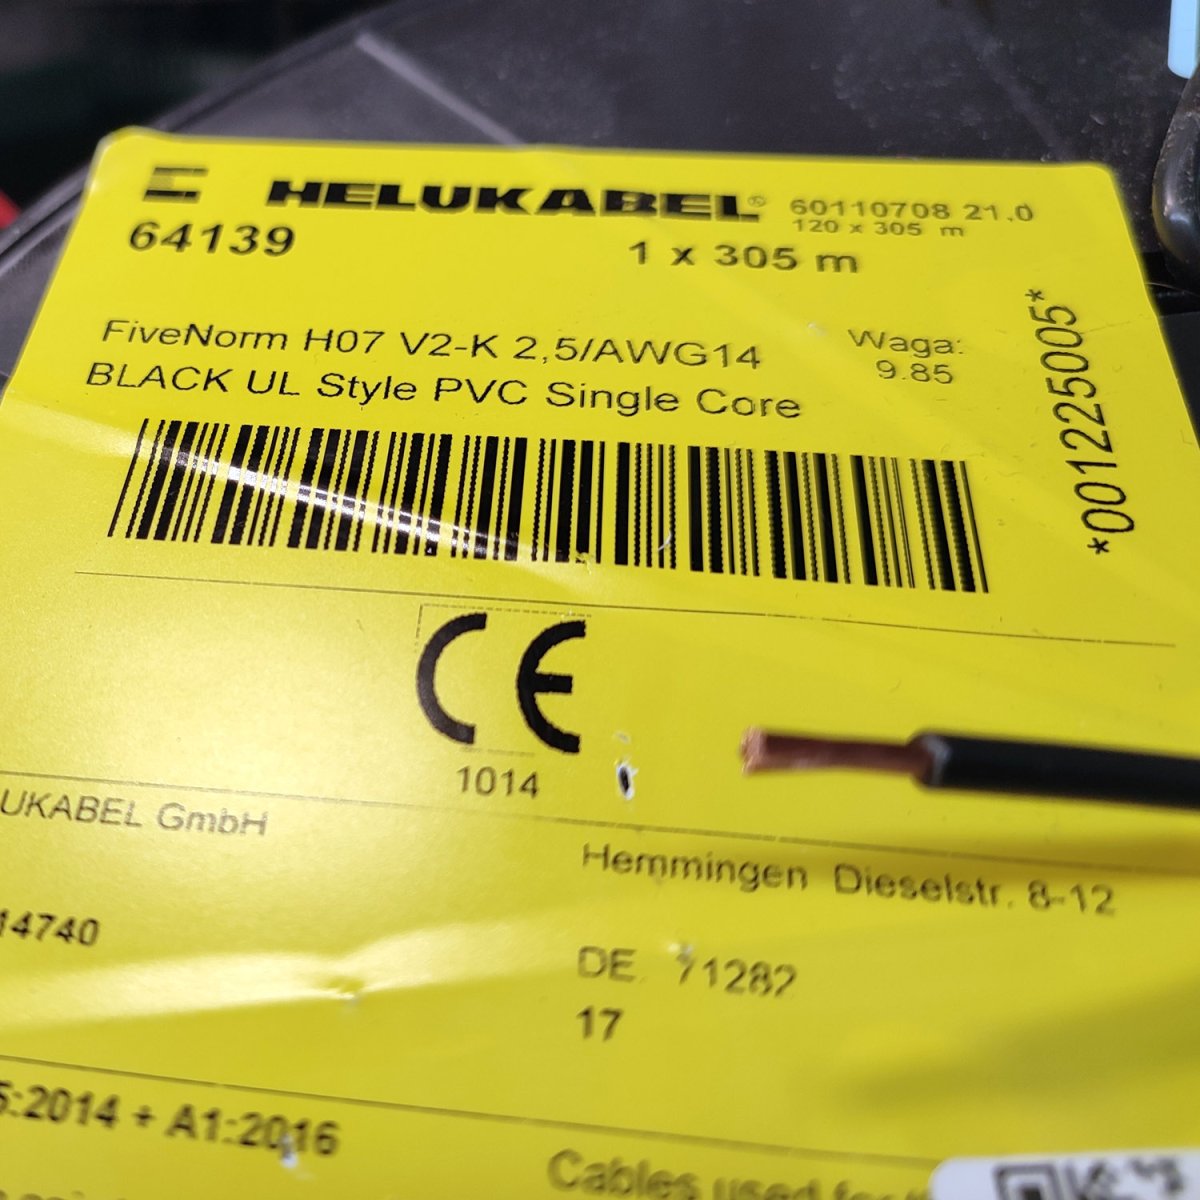 HELUKABEL® 60110708 21,0
120 x 305 m
64139
1 x 305 m
FiveNorm H07 V2-K 2,5/AWG14
BLACK UL Style PVC Single Core
Waga:
9.85
*001225005*
CE
1014
UKABEL GmbH
Hemmingen Dieselstr. 8-12
14740
DE 71282
17
5:2014 + A1:2016
Cables used for